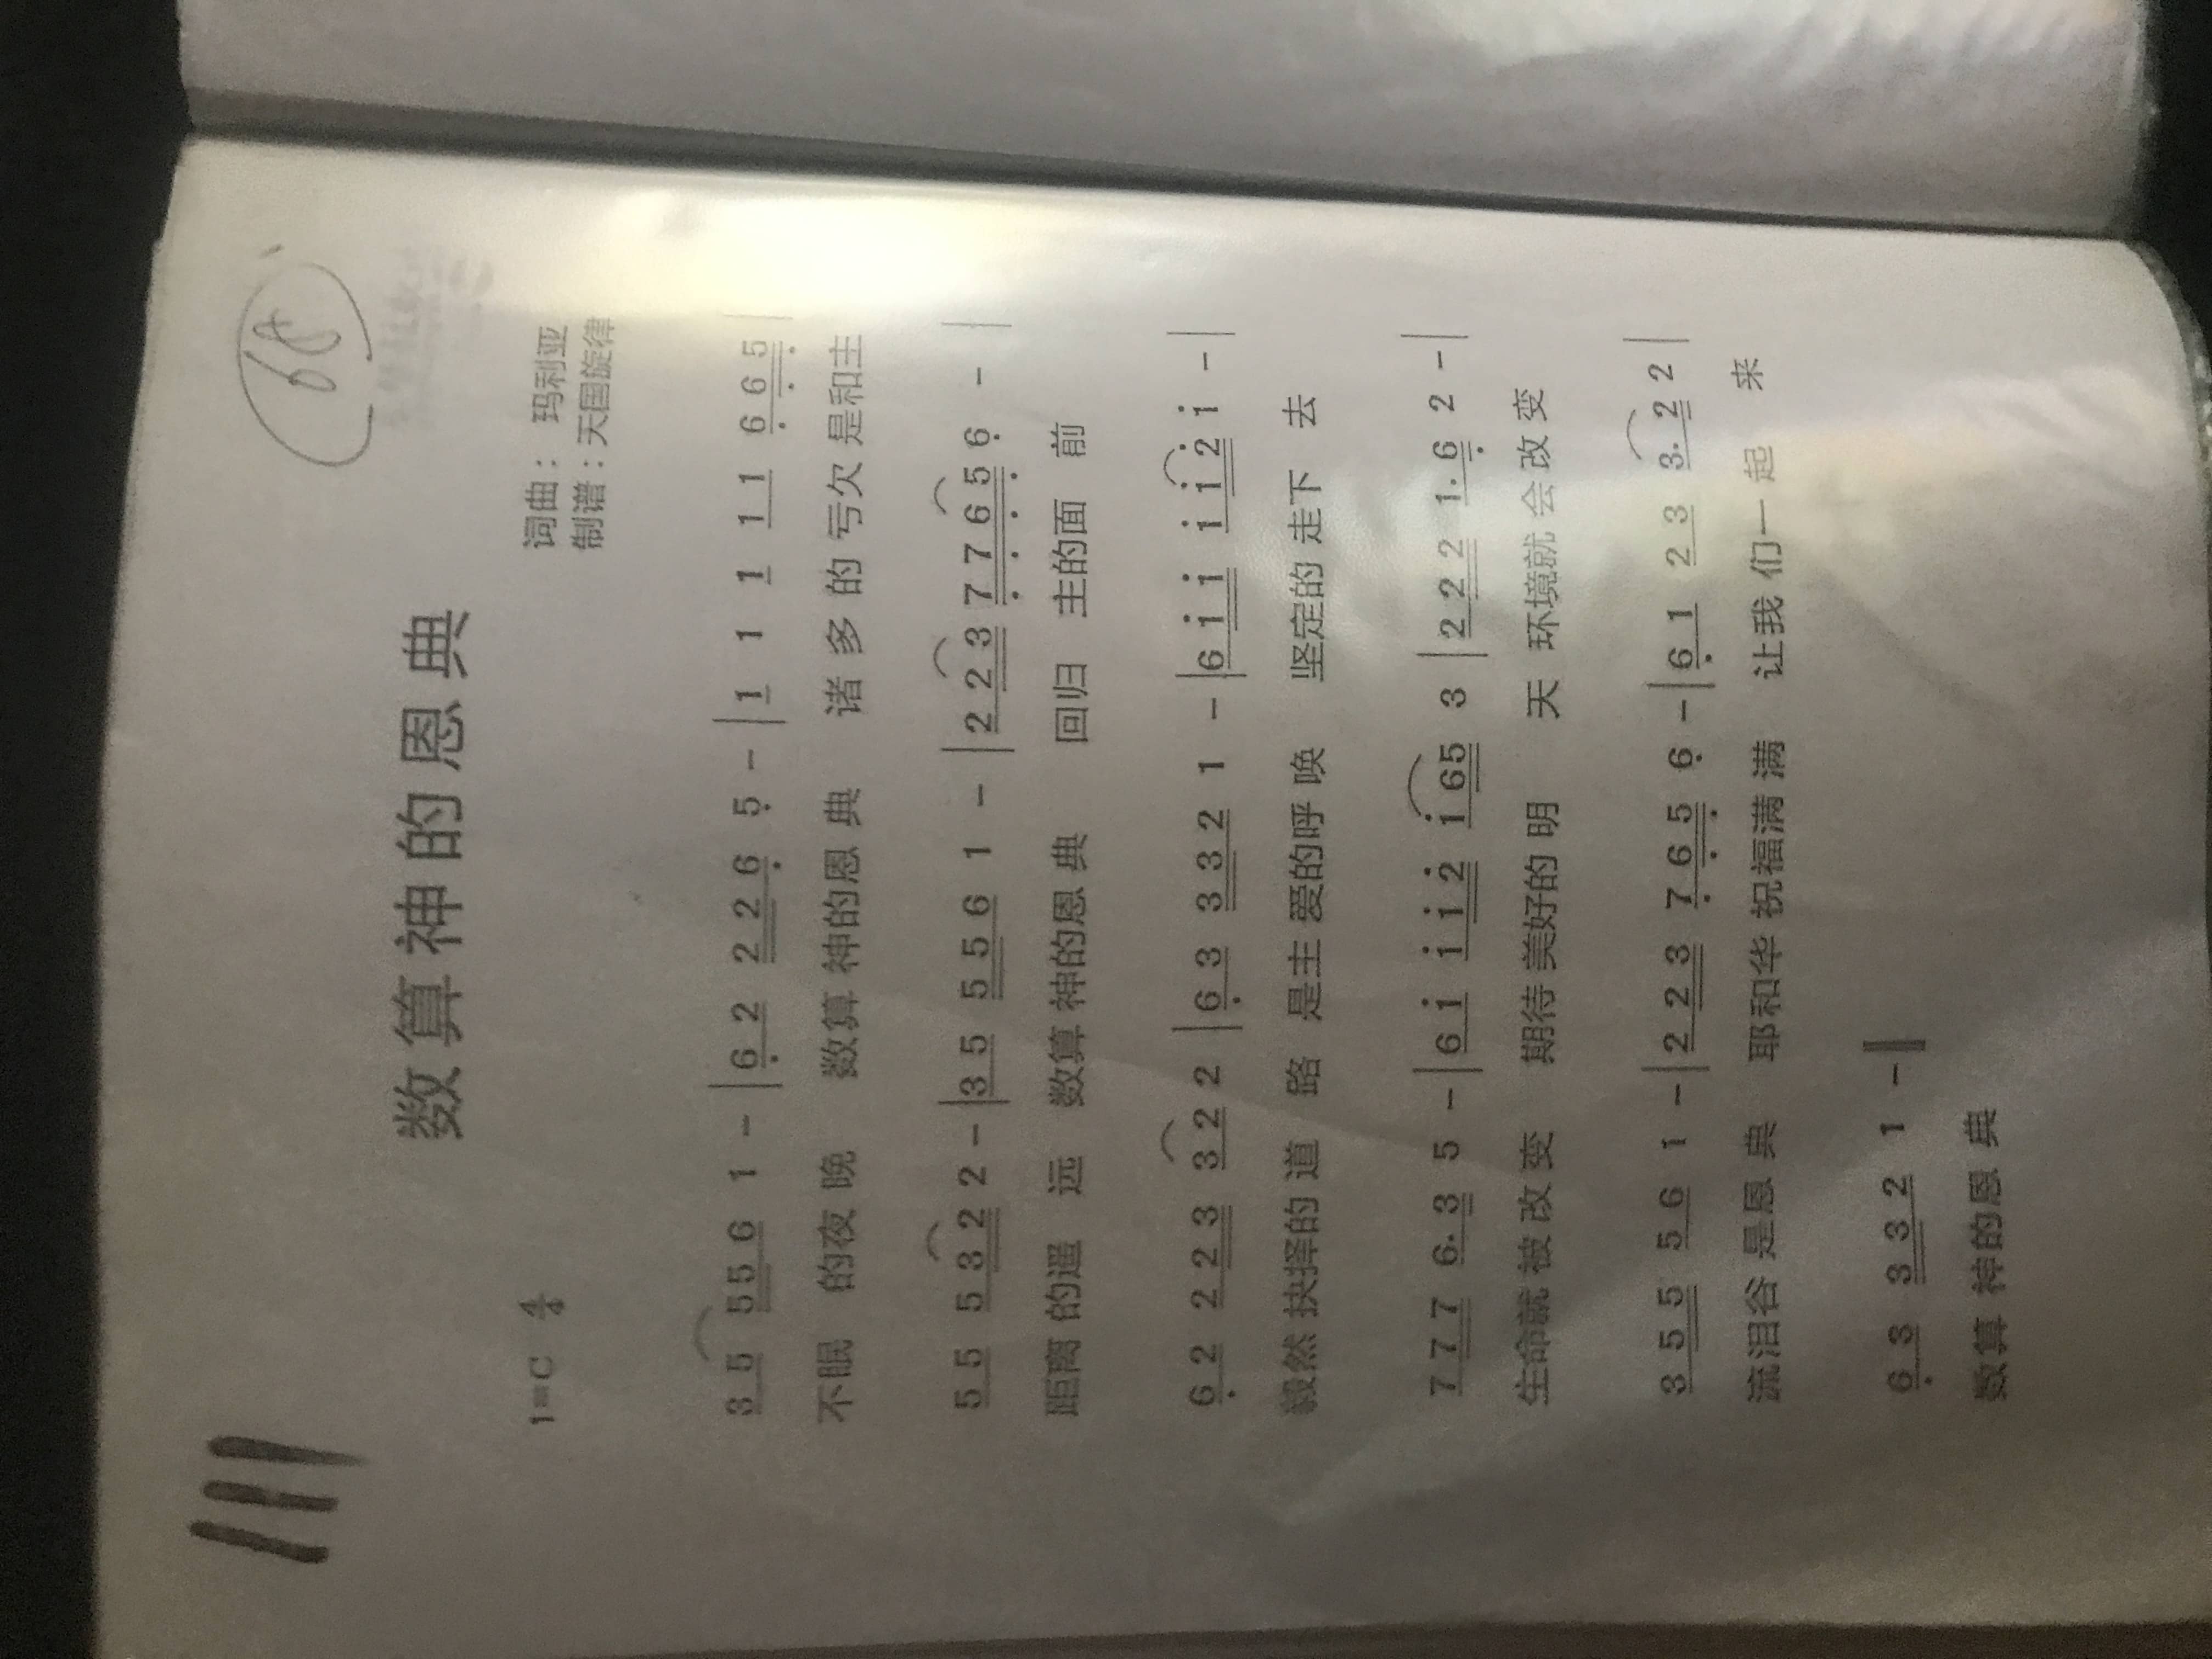 111
68
数算神的恩典
1=C 4/4
词曲： 玛利亚
制谱：天国旋律
3 5 5 5 6 1 - | 6 2 2 2 6 5 - | 1 1 1 1 1 6 6 5 |
不眠 的夜 晚 数算 神的恩 典 诸 多 的 亏欠 是和主
5 5 5 3 2 2 - | 3 5 5 5 6 1 - | 2 2 3 7 7 6 5 6 - |
距离 的遥 远 数算 神的恩 典 回归 主的面 前
6 2 2 2 3 3 2 2 | 6 3 3 3 2 1 - | 6 i i i i 2 i - |
毅然 抉择的 道 路 是主 爱的呼 唤 坚定的 走下 去
7 7 7 6. 3 5 - | 6 i i i 2 i 6 5 3 | 2 2 2 1. 6 2 - |
生命就 被 改 变 期待 美好的 明 天 环境就 会 改 变
3 5 5 5 6 1 - | 2 2 3 7 6 5 6 - | 6 1 2 3 3. 2 2 |
流泪谷 是恩 典 耶和华 祝福满 满 让我 们一 起 来
6 3 3 3 2 1 - ‖
数算 神的恩 典